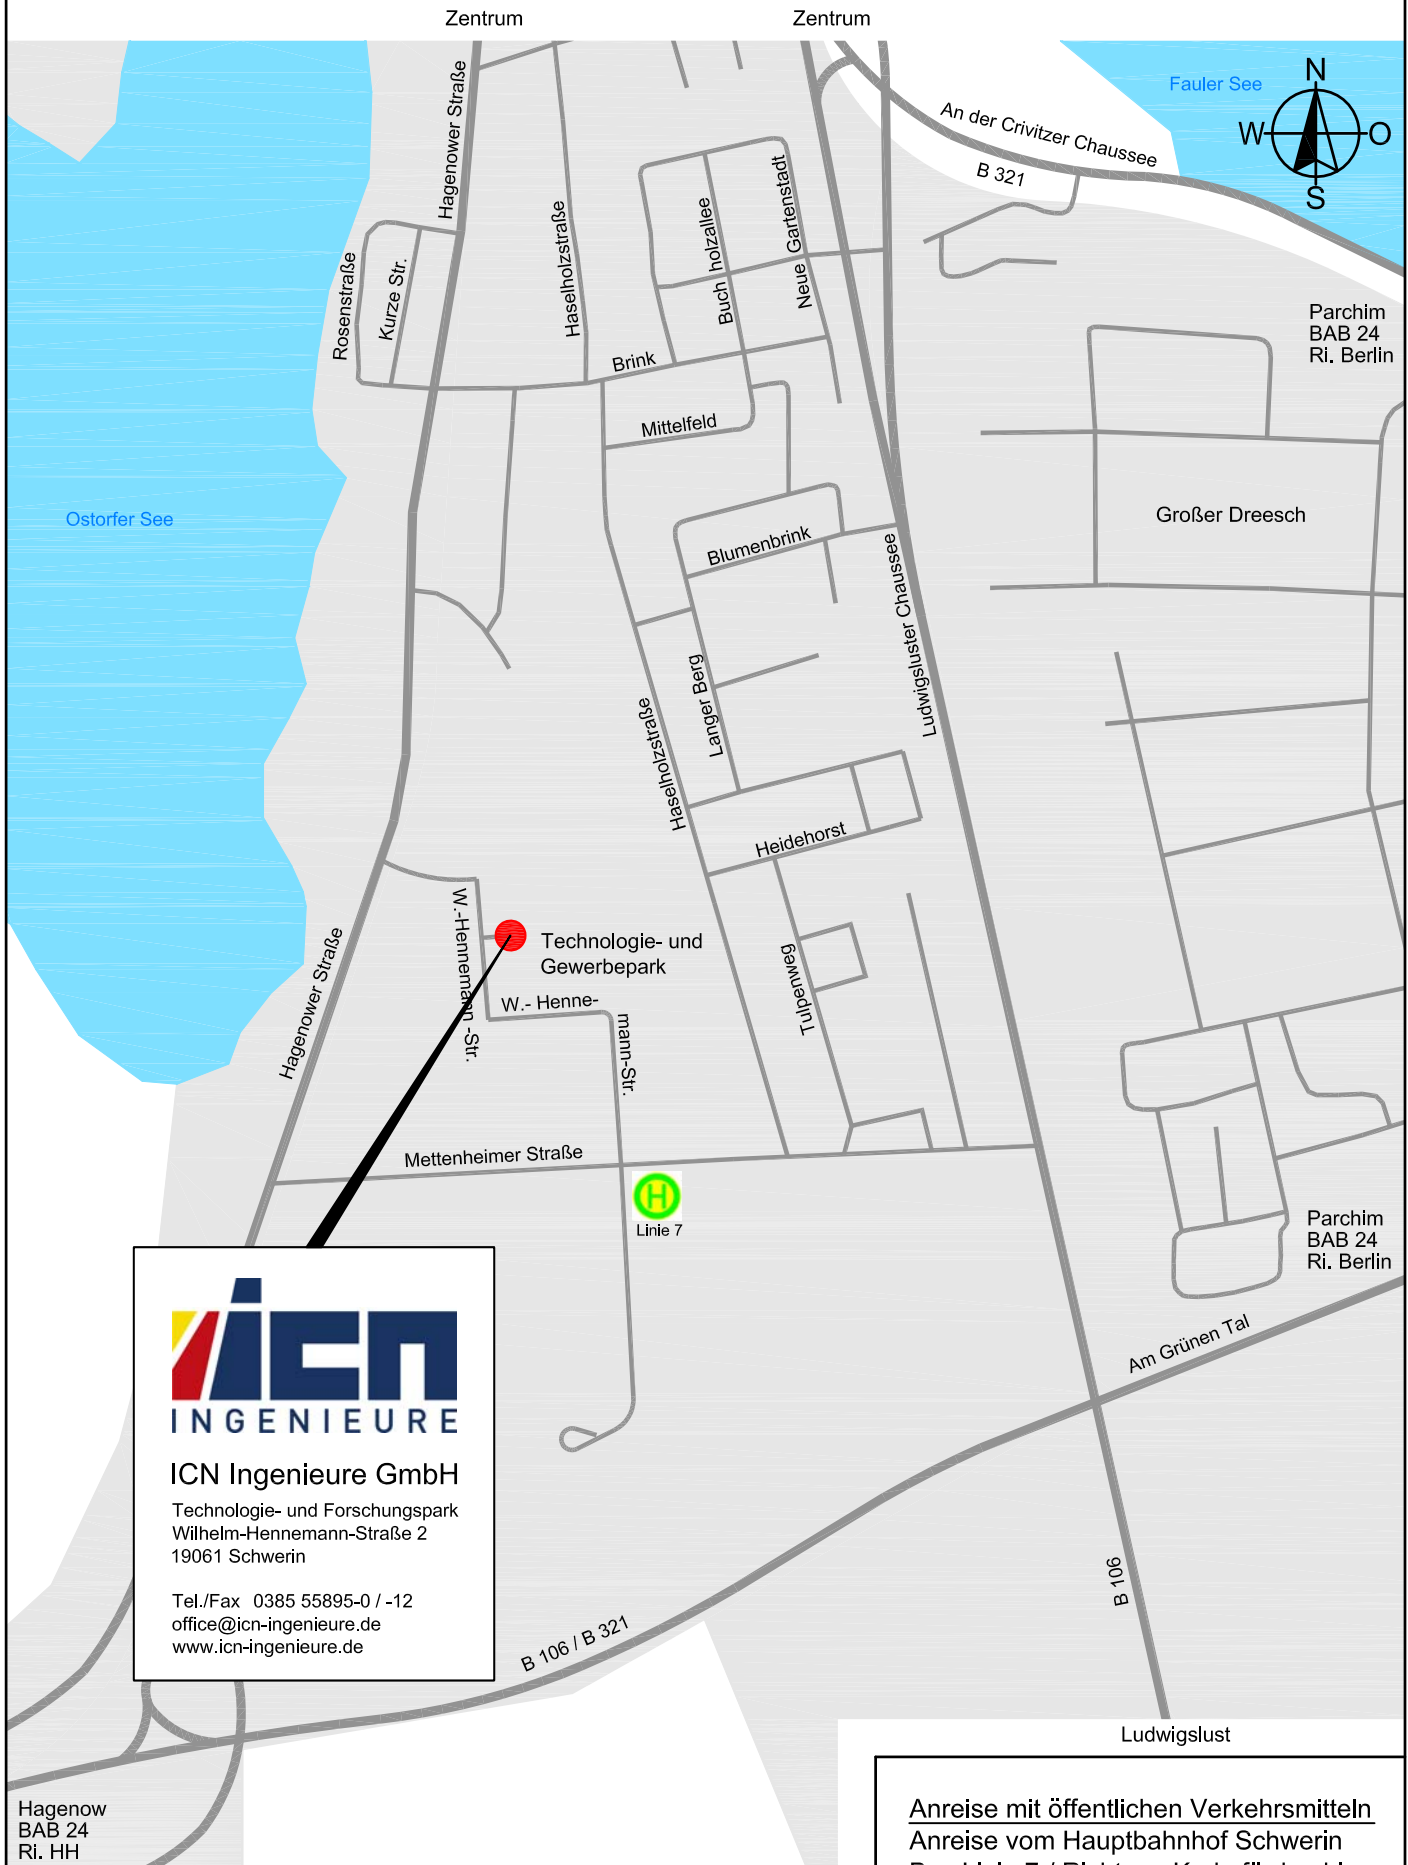 Zentrum
Zentrum
Fauler See
N
W
O
S
An der Crivitzer Chaussee
B 321
Hagenower Straße
Haselholzstraße
Buch holzallee
Neue Gartenstadt
Rosenstraße
Kurze Str.
Parchim
BAB 24
Ri. Berlin
Brink
Mittelfeld
Ostorfer See
Großer Dreesch
Blumenbrink
Ludwigsluster Chaussee
Langer Berg
Haselholzstraße
Heidehorst
W.-Hennemann -Str.
Technologie- und
Gewerbepark
Hagenower Straße
Tulpenweg
W.- Henne-
mann-Str.
Mettenheimer Straße
H
Linie 7
Parchim
BAB 24
Ri. Berlin
Am Grünen Tal
icn
INGENIEURE
ICN Ingenieure GmbH
Technologie- und Forschungspark
Wilhelm-Hennemann-Straße 2
19061 Schwerin
Tel./Fax 0385 55895-0 / -12
office@icn-ingenieure.de
www.icn-ingenieure.de
B 106
B 106 / B 321
Ludwigslust
Hagenow
BAB 24
Ri. HH
Anreise mit öffentlichen Verkehrsmitteln
Anreise vom Hauptbahnhof Schwerin